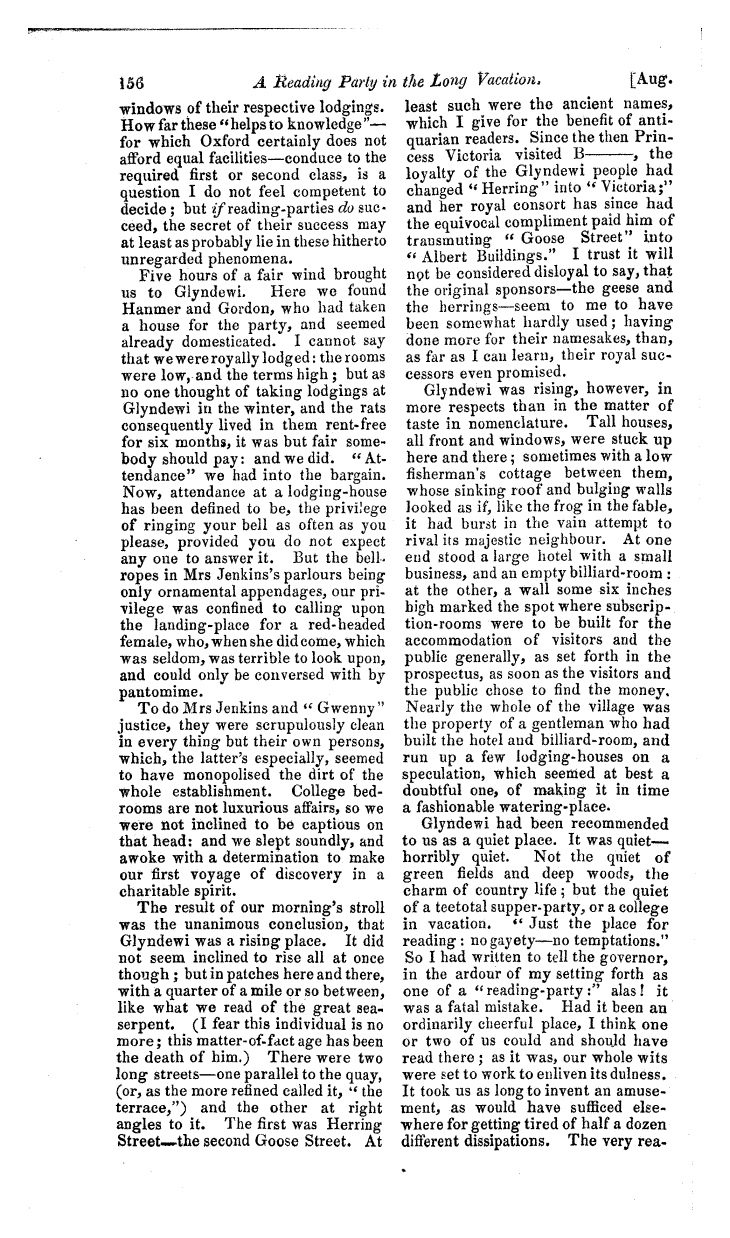 156 A Reading Party in the Long Vacation. [Aug.
windows of their respective lodgings.
How far these "helps to knowledge"—
for which Oxford certainly does not
afford equal facilities—conduce to the
required first or second class, is a
question I do not feel competent to
decide; but if reading-parties do suc-
ceed, the secret of their success may
at least as probably lie in these hitherto
unregarded phenomena.
Five hours of a fair wind brought
us to Glyndewi. Here we found
Hanmer and Gordon, who had taken
a house for the party, and seemed
already domesticated. I cannot say
that we were royally lodged: the rooms
were low, and the terms high; but as
no one thought of taking lodgings at
Glyndewi in the winter, and the rats
consequently lived in them rent-free
for six months, it was but fair some-
body should pay: and we did. "At-
tendance" we had into the bargain.
Now, attendance at a lodging-house
has been defined to be, the privilege
of ringing your bell as often as you
please, provided you do not expect
any one to answer it. But the bell-
ropes in Mrs Jenkins's parlours being
only ornamental appendages, our pri-
vilege was confined to calling upon
the landing-place for a red-headed
female, who, when she did come, which
was seldom, was terrible to look upon,
and could only be conversed with by
pantomime.
To do Mrs Jenkins and "Gwenny"
justice, they were scrupulously clean
in every thing but their own persons,
which, the latter's especially, seemed
to have monopolised the dirt of the
whole establishment. College bed-
rooms are not luxurious affairs, so we
were not inclined to be captious on
that head: and we slept soundly, and
awoke with a determination to make
our first voyage of discovery in a
charitable spirit.
The result of our morning's stroll
was the unanimous conclusion, that
Glyndewi was a rising place. It did
not seem inclined to rise all at once
though; but in patches here and there,
with a quarter of a mile or so between,
like what we read of the great sea-
serpent. (I fear this individual is no
more; this matter-of-fact age has been
the death of him.) There were two
long streets—one parallel to the quay,
(or, as the more refined called it, "the
terrace,") and the other at right
angles to it. The first was Herring
Street—the second Goose Street. At
least such were the ancient names,
which I give for the benefit of anti-
quarian readers. Since the then Prin-
cess Victoria visited B———, the
loyalty of the Glyndewi people had
changed "Herring" into "Victoria;"
and her royal consort has since had
the equivocal compliment paid him of
transmuting "Goose Street" into
"Albert Buildings." I trust it will
not be considered disloyal to say, that
the original sponsors—the geese and
the herrings—seem to me to have
been somewhat hardly used; having
done more for their namesakes, than,
as far as I can learn, their royal suc-
cessors even promised.
Glyndewi was rising, however, in
more respects than in the matter of
taste in nomenclature. Tall houses,
all front and windows, were stuck up
here and there; sometimes with a low
fisherman's cottage between them,
whose sinking roof and bulging walls
looked as if, like the frog in the fable,
it had burst in the vain attempt to
rival its majestic neighbour. At one
end stood a large hotel with a small
business, and an empty billiard-room:
at the other, a wall some six inches
high marked the spot where subscrip-
tion-rooms were to be built for the
accommodation of visitors and the
public generally, as set forth in the
prospectus, as soon as the visitors and
the public chose to find the money.
Nearly the whole of the village was
the property of a gentleman who had
built the hotel and billiard-room, and
run up a few lodging-houses on a
speculation, which seemed at best a
doubtful one, of making it in time
a fashionable watering-place.
Glyndewi had been recommended
to us as a quiet place. It was quiet—
horribly quiet. Not the quiet of
green fields and deep woods, the
charm of country life; but the quiet
of a teetotal supper-party, or a college
in vacation. "Just the place for
reading: no gayety—no temptations."
So I had written to tell the governor,
in the ardour of my setting forth as
one of a "reading-party:" alas! it
was a fatal mistake. Had it been an
ordinarily cheerful place, I think one
or two of us could and should have
read there; as it was, our whole wits
were set to work to enliven its dulness.
It took us as long to invent an amuse-
ment, as would have sufficed else-
where for getting tired of half a dozen
different dissipations. The very rea-